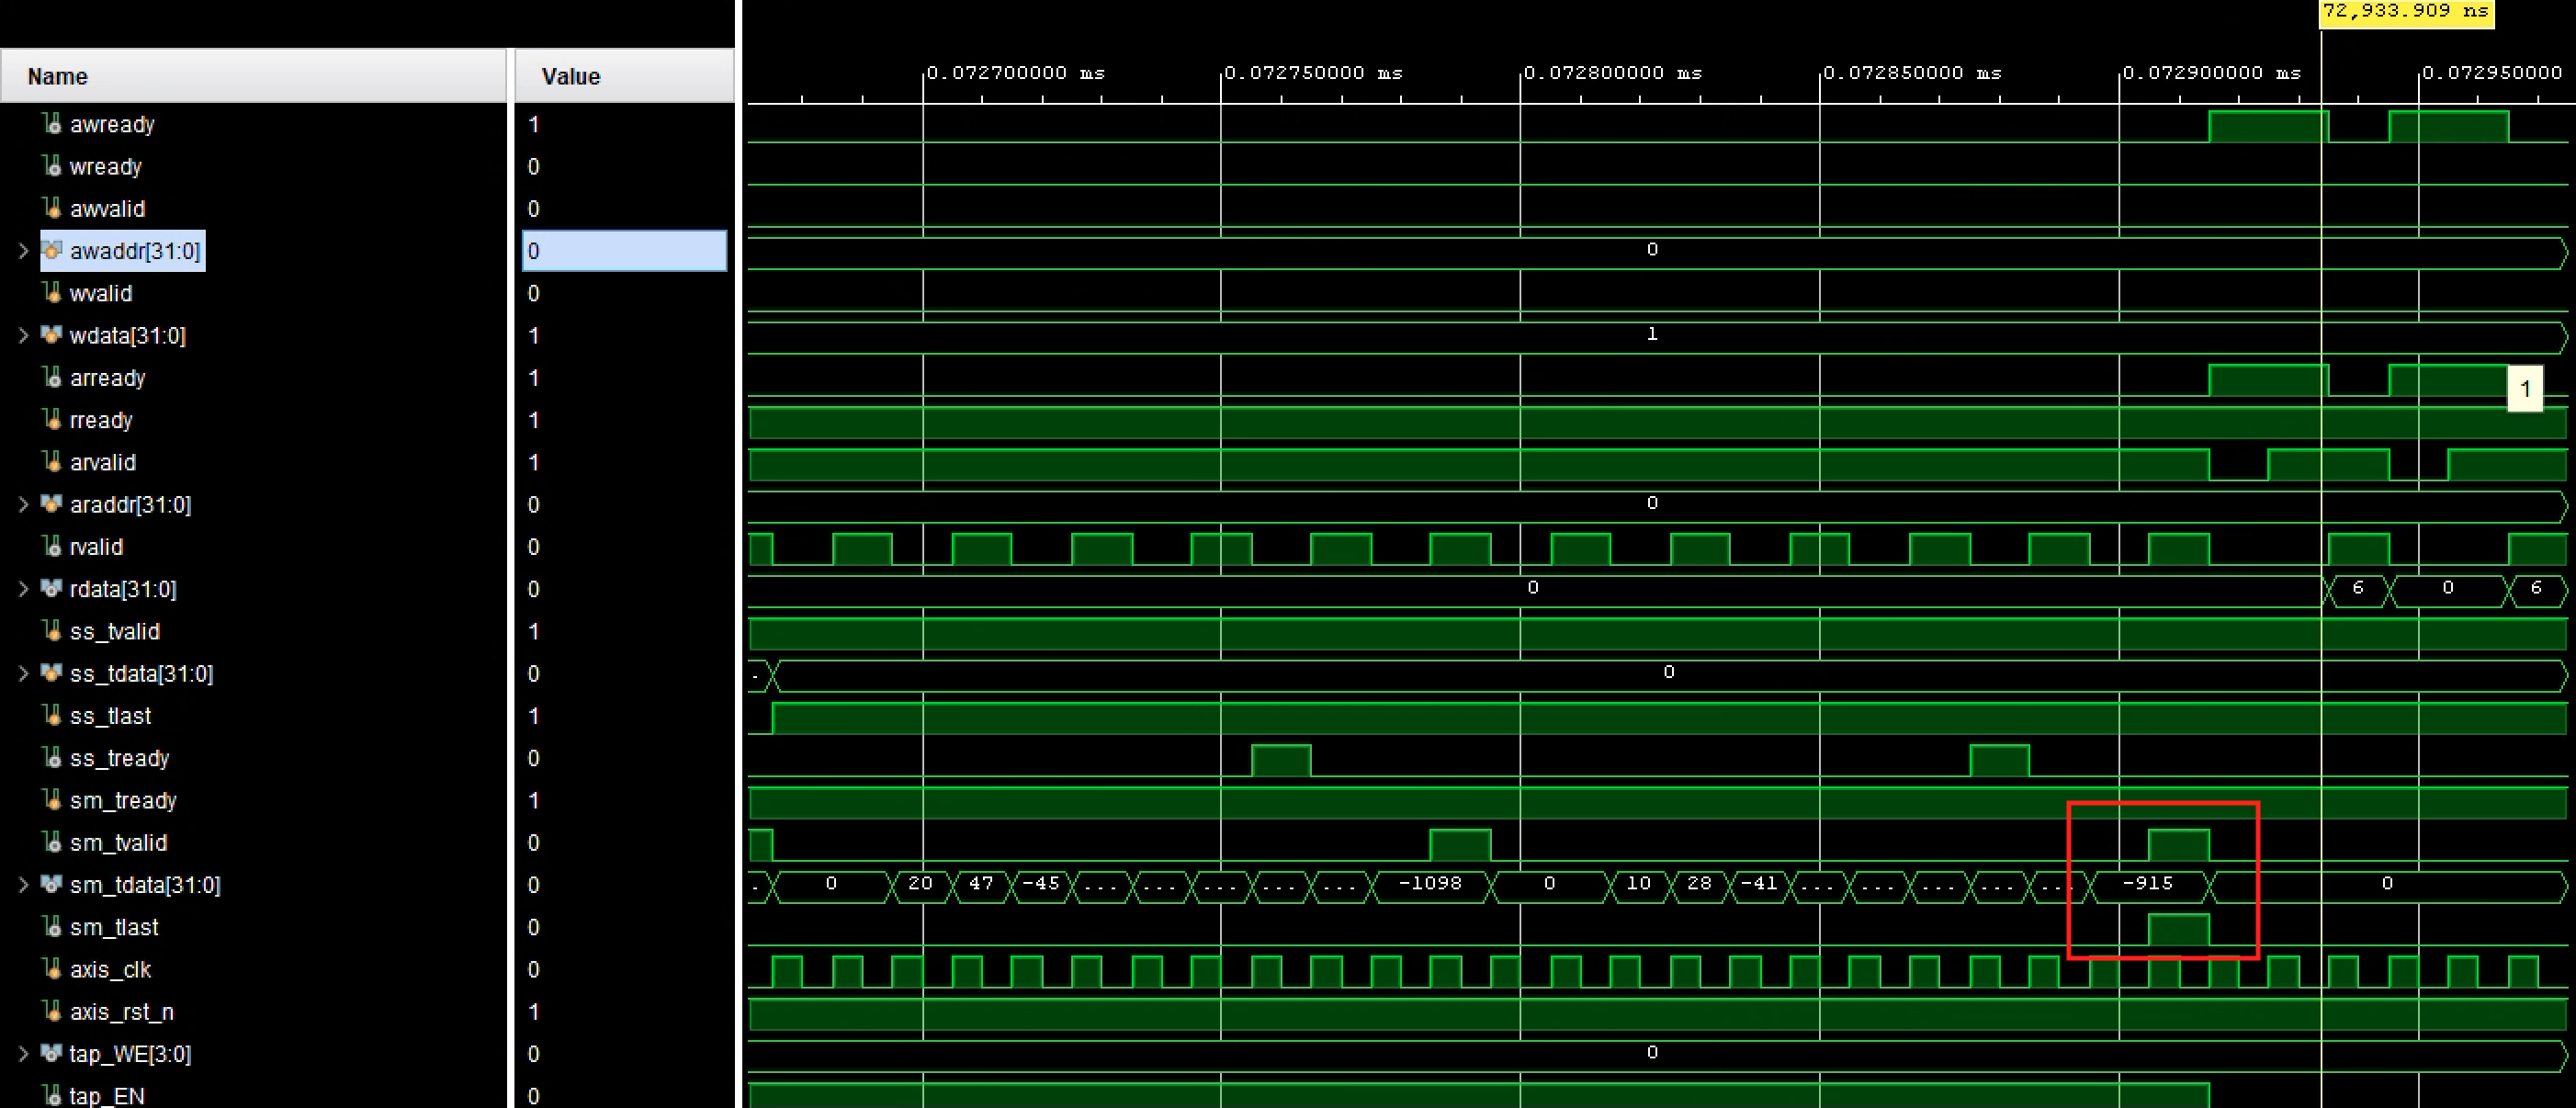 72,933.909 ns
Name Value
0.072700000 ms 0.072750000 ms 0.072800000 ms 0.072850000 ms 0.072900000 ms 0.072950000
awready 1
wready 0
awvalid 0
awaddr[31:0] 0 0
wvalid 0
wdata[31:0] 1 1
arready 1 1
rready 1
arvalid 1
araddr[31:0] 0 0
rvalid 0
rdata[31:0] 0 0 6 0 6
ss_tvalid 1
ss_tdata[31:0] 0 . 0
ss_tlast 1
ss_tready 0
sm_tready 1
sm_tvalid 0
sm_tdata[31:0] 0 . 0 20 47 -45 ... ... ... ... ... -1098 0 10 28 -41 ... ... ... ... ... -915 0
sm_tlast 0
axis_clk 0
axis_rst_n 1
tap_WE[3:0] 0 0
tap_EN 0